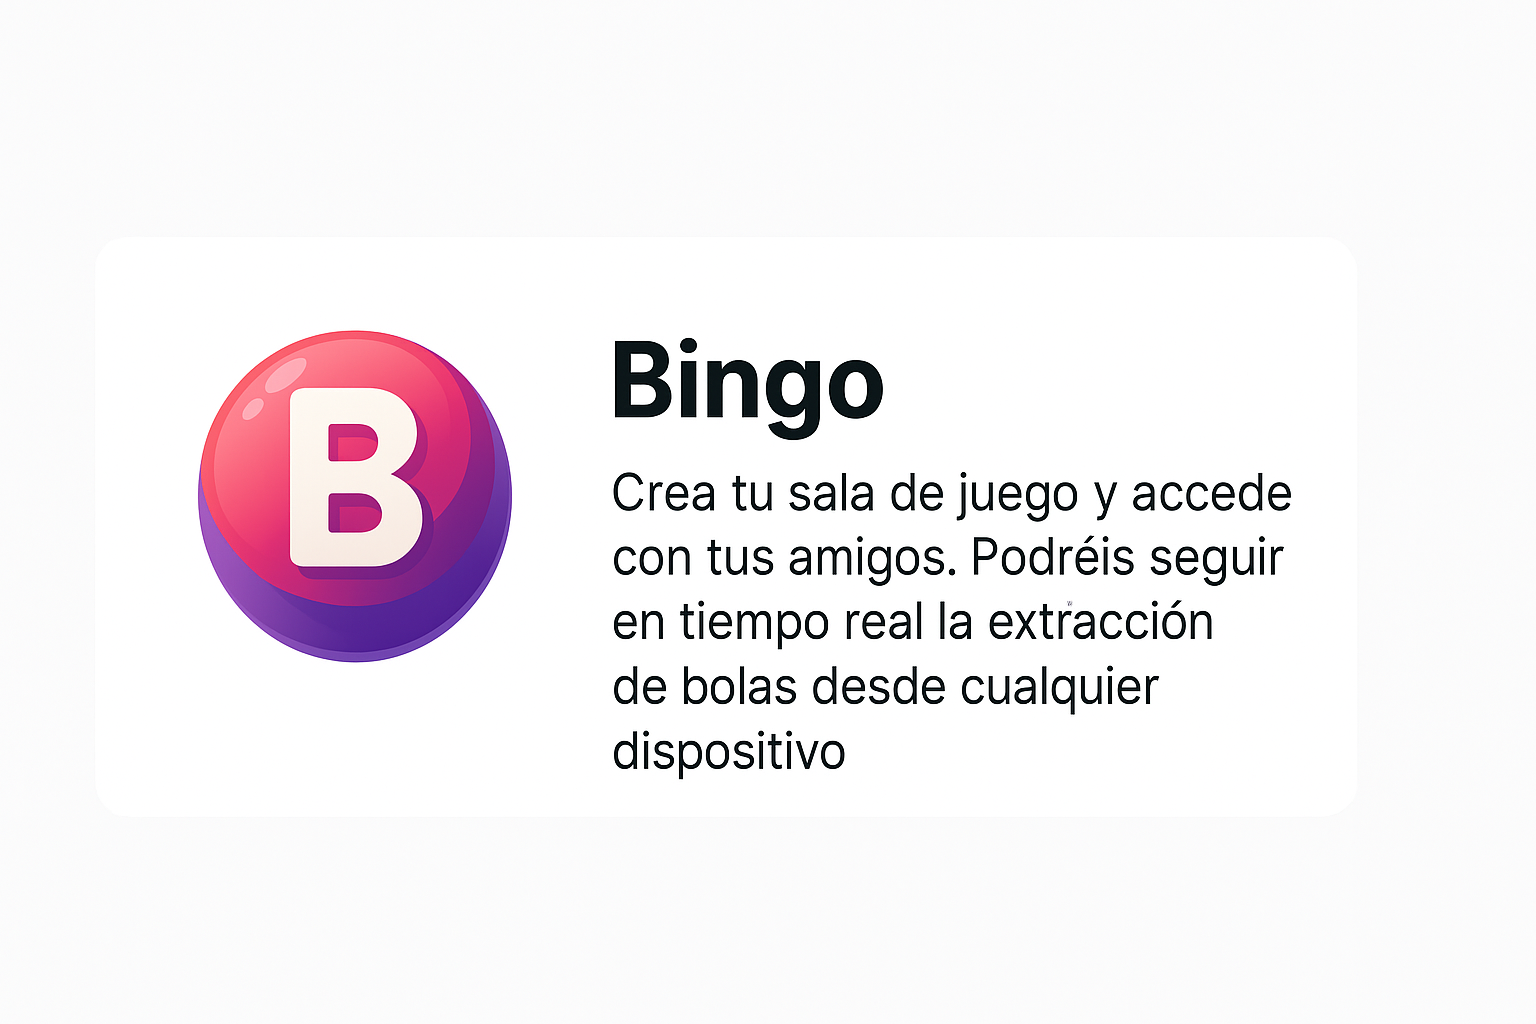 B
Bingo
Crea tu sala de juego y accede
con tus amigos. Podréis seguir
en tiempo real la extracción
de bolas desde cualquier
dispositivo